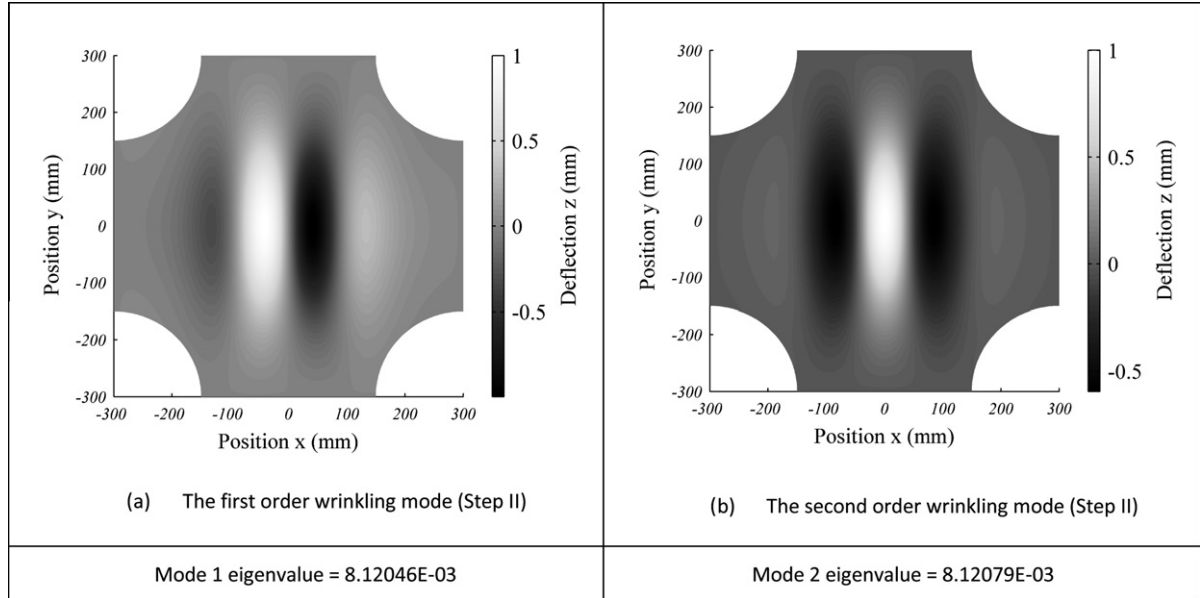 300
200
100
0
-100
-200
-300
Position y (mm)
-300 -200 -100 0 100 200 300
Position x (mm)
1
0.5
0
-0.5
Deflection z (mm)
(a) The first order wrinkling mode (Step II)
Mode 1 eigenvalue = 8.12046E-03
300
200
100
0
-100
-200
-300
Position y (mm)
-300 -200 -100 0 100 200 300
Position x (mm)
1
0.5
0
-0.5
Deflection z (mm)
(b) The second order wrinkling mode (Step II)
Mode 2 eigenvalue = 8.12079E-03